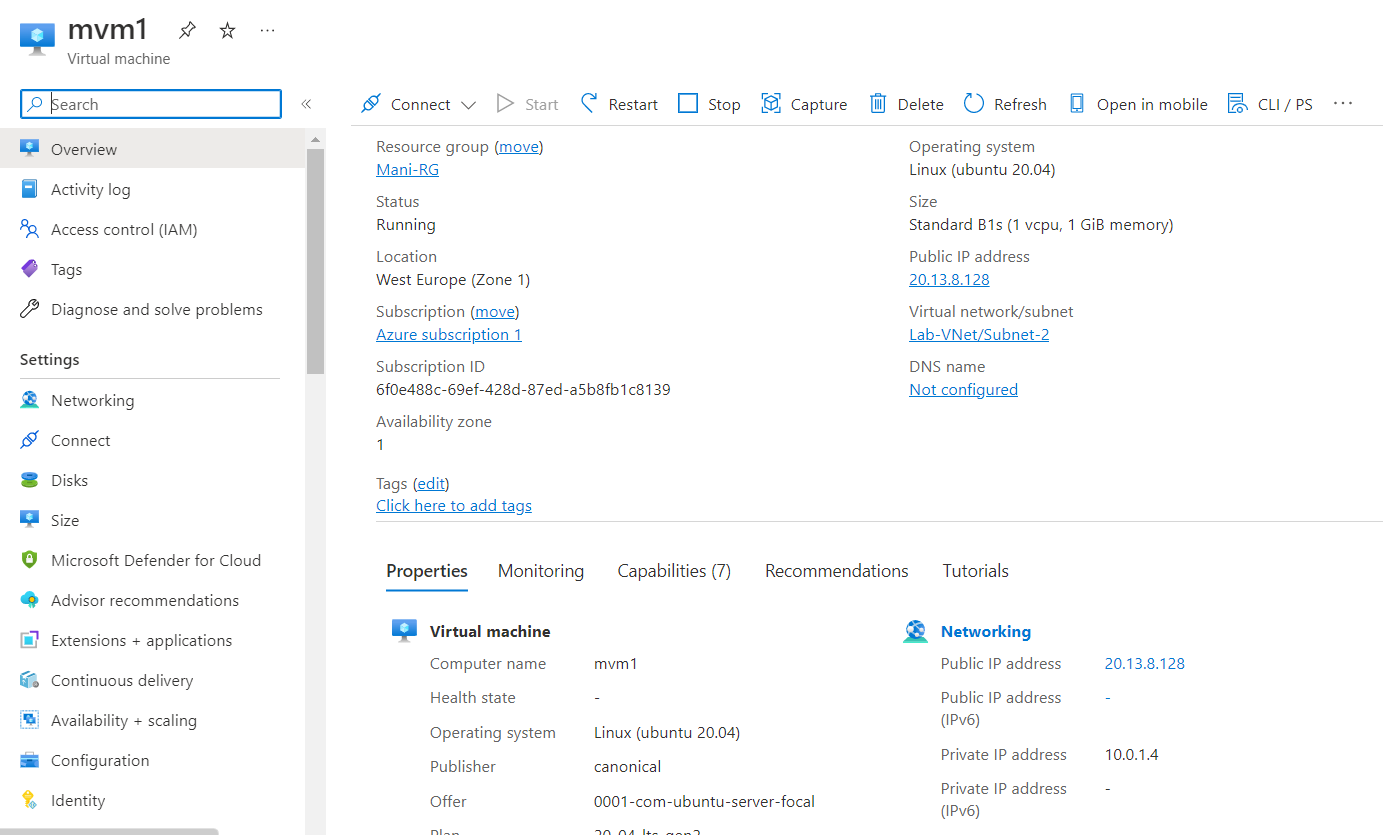 mvm1
Virtual machine
Search
Overview
Activity log
Access control (IAM)
Tags
Diagnose and solve problems
Settings
Networking
Connect
Disks
Size
Microsoft Defender for Cloud
Advisor recommendations
Extensions + applications
Continuous delivery
Availability + scaling
Configuration
Identity
Connect Start Restart Stop Capture Delete Refresh Open in mobile CLI / PS
Resource group (move)
Mani-RG
Status
Running
Location
West Europe (Zone 1)
Subscription (move)
Azure subscription 1
Subscription ID
6f0e488c-69ef-428d-87ed-a5b8fb1c8139
Availability zone
1
Operating system
Linux (ubuntu 20.04)
Size
Standard B1s (1 vcpu, 1 GiB memory)
Public IP address
20.13.8.128
Virtual network/subnet
Lab-VNet/Subnet-2
DNS name
Not configured
Tags (edit)
Click here to add tags
Properties Monitoring Capabilities (7) Recommendations Tutorials
Virtual machine
Computer name mvm1
Health state -
Operating system Linux (ubuntu 20.04)
Publisher canonical
Offer 0001-com-ubuntu-server-focal
Plan 20_04-lts-gen2
Networking
Public IP address 20.13.8.128
Public IP address -
(IPv6)
Private IP address 10.0.1.4
Private IP address -
(IPv6)